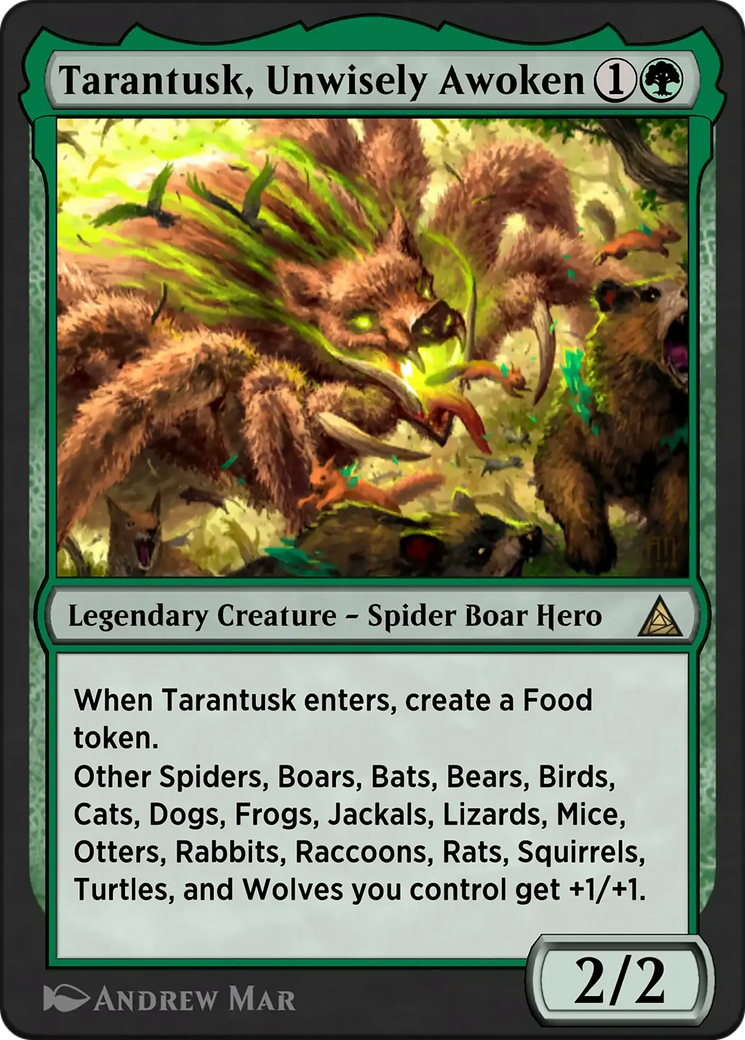 Tarantusk, Unwisely Awoken 1
Legendary Creature – Spider Boar Hero
When Tarantusk enters, create a Food
token.
Other Spiders, Boars, Bats, Bears, Birds,
Cats, Dogs, Frogs, Jackals, Lizards, Mice,
Otters, Rabbits, Raccoons, Rats, Squirrels,
Turtles, and Wolves you control get +1/+1.
2/2
Andrew Mar